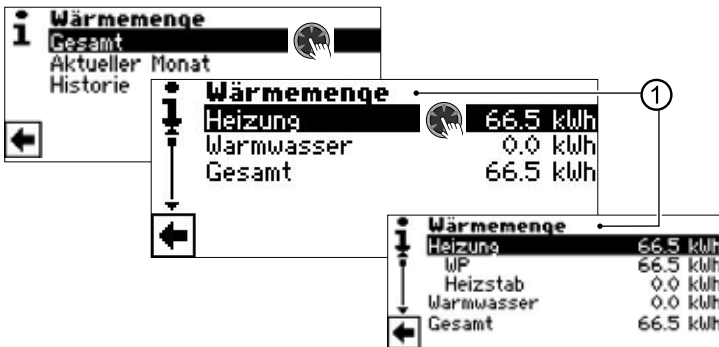 Wärmemenge
Gesamt
Aktueller Monat
Historie
Wärmemenge
Heizung 66.5 kWh
Warmwasser 0.0 kWh
Gesamt 66.5 kWh
1
Wärmemenge
Heizung 66.5 kWh
WP 66.5 kWh
Heizstab 0.0 kWh
Warmwasser 0.0 kWh
Gesamt 66.5 kWh